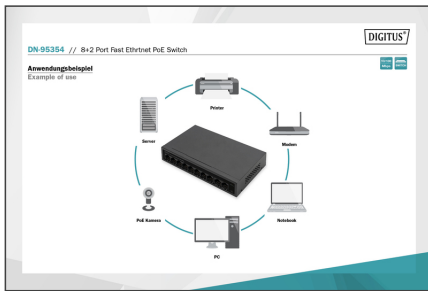 DIGITUS®
DN-95354 // 8+2 Port Fast Ethrtnet PoE Switch
Anwendungsbeispiel
Example of use
Printer
Server
Modem
PoE Kamera
Notebook
PC